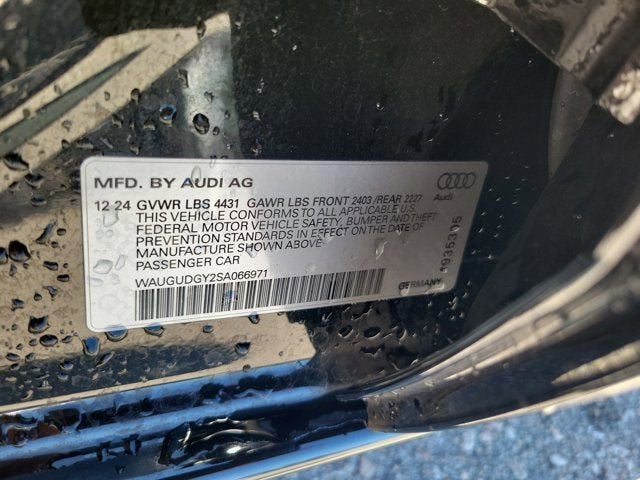 MFD. BY AUDI AG
12 24 GVWR LBS 4431 GAWR LBS FRONT 2403 /REAR 2227
THIS VEHICLE CONFORMS TO ALL APPLICABLE U.S.
FEDERAL MOTOR VEHICLE SAFETY, BUMPER AND THEFT
PREVENTION STANDARDS IN EFFECT ON THE DATE OF
MANUFACTURE SHOWN ABOVE.
PASSENGER CAR
WAUGUDGY2SA066971
Audi
GERMANY